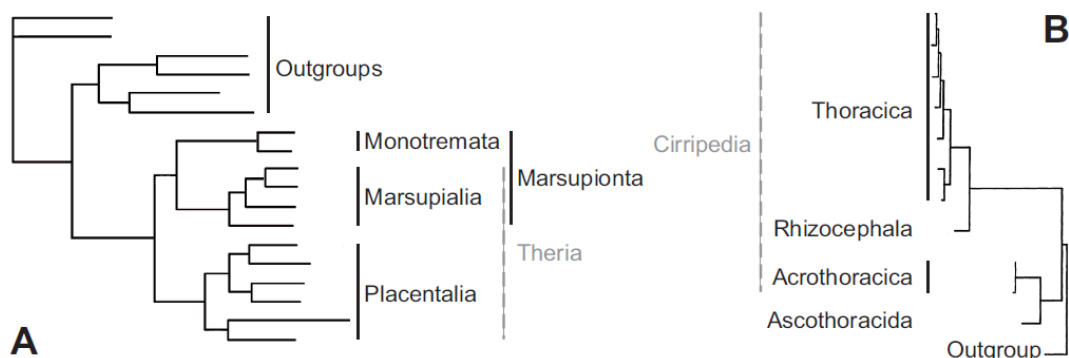 B
Outgroups
Thoracica
Monotremata
Cirripedia
Marsupionta
Marsupialia
Rhizocephala
Theria
Acrothoracica
Placentalia
Ascothoracida
A
Outgroup